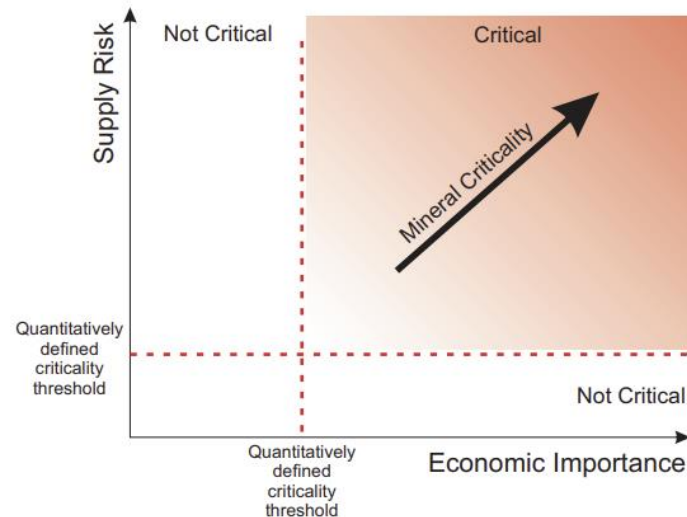 Not Critical
Critical
Supply Risk
Mineral Criticality
Quantitatively
defined
criticality
threshold
Not Critical
Quantitatively
defined
criticality
threshold
Economic Importance